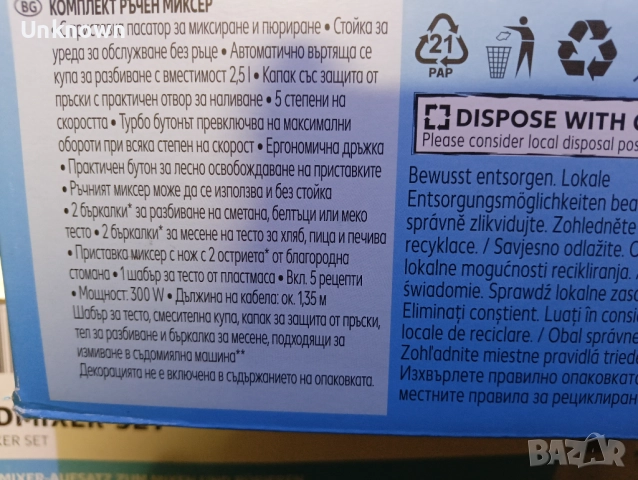 BG КОМПЛЕКТ РЪЧЕН МИКСЕР
Unknown
пасатор за миксиране и пюриране • Стойка за
уреда за обслужване без ръце • Автоматично въртяща се
купа за разбиване с вместимост 2,5 l • Капак със защита от
пръски с практичен отвор за наливане • 5 степени на
скоростта • Турбо бутонът превключва на максимални
обороти при всяка степен на скорост • Ергономична дръжка
• Практичен бутон за лесно освобождаване на приставките
• Ръчният миксер може да се използва и без стойка
• 2 бъркалки* за разбиване на сметана, белтъци или меко
тесто • 2 бъркалки* за месене на тесто за хляб, пица и печива
• Приставка миксер с нож с 2 остриета* от благородна
стомана • 1 шабър за тесто от пластмаса • Вкл. 5 рецепти
• Мощност: 300 W • Дължина на кабела: ок. 1,35 м
Шабър за тесто, смесителна купа, капак за защита от пръски,
тел за разбиване и бъркалка за месене, подходящи за
измиване в съдомиялна машина**
Декорацията не е включена в съдържанието на опаковката.
21
PAP
DISPOSE WITH
Please consider local disposal
Bewusst entsorgen. Lokale
Entsorgungsmöglichkeiten
správně zlikvidujte. Zohledněte
recyklace. / Savjesno odložite.
lokalne mogućnosti recikliranja. /
świadomie. Sprawdź lokalne
Eliminați conștient. Luați în
locale de reciclare. / Obal správne
Zohľadnite miestne pravidlá
Изхвърлете правилно опаковката
местните правила за рециклиран
DMIXER SET
KER SET
BAZAR